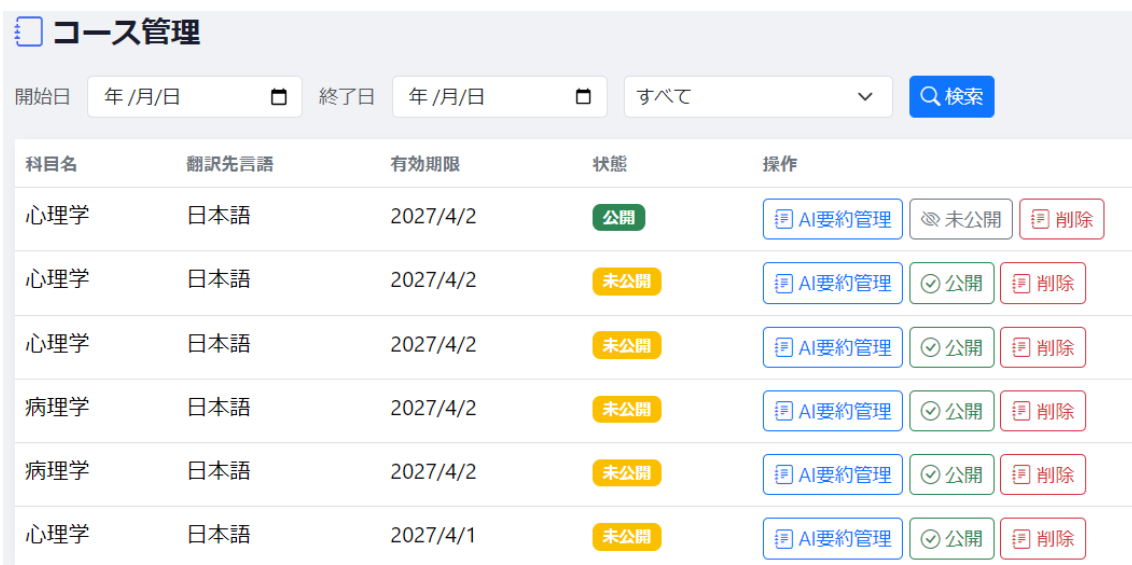 コース管理
開始日 年 /月/日 終了日 年 /月/日 すべて 検索
科目名 翻訳先言語 有効期限 状態 操作
心理学 日本語 2027/4/2 公開 AI要約管理 未公開 削除
心理学 日本語 2027/4/2 未公開 AI要約管理 公開 削除
心理学 日本語 2027/4/2 未公開 AI要約管理 公開 削除
病理学 日本語 2027/4/2 未公開 AI要約管理 公開 削除
病理学 日本語 2027/4/2 未公開 AI要約管理 公開 削除
心理学 日本語 2027/4/1 未公開 AI要約管理 公開 削除